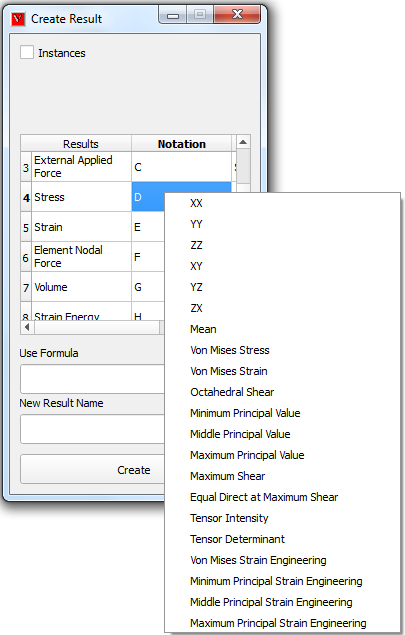 V Create Result
Instances
Results Notation
3 External Applied Force C
4 Stress D
5 Strain E
6 Element Nodal Force F
7 Volume G
8 Strain Energy H
Use Formula
New Result Name
Create
XX
YY
ZZ
XY
YZ
ZX
Mean
Von Mises Stress
Von Mises Strain
Octahedral Shear
Minimum Principal Value
Middle Principal Value
Maximum Principal Value
Maximum Shear
Equal Direct at Maximum Shear
Tensor Intensity
Tensor Determinant
Von Mises Strain Engineering
Minimum Principal Strain Engineering
Middle Principal Strain Engineering
Maximum Principal Strain Engineering